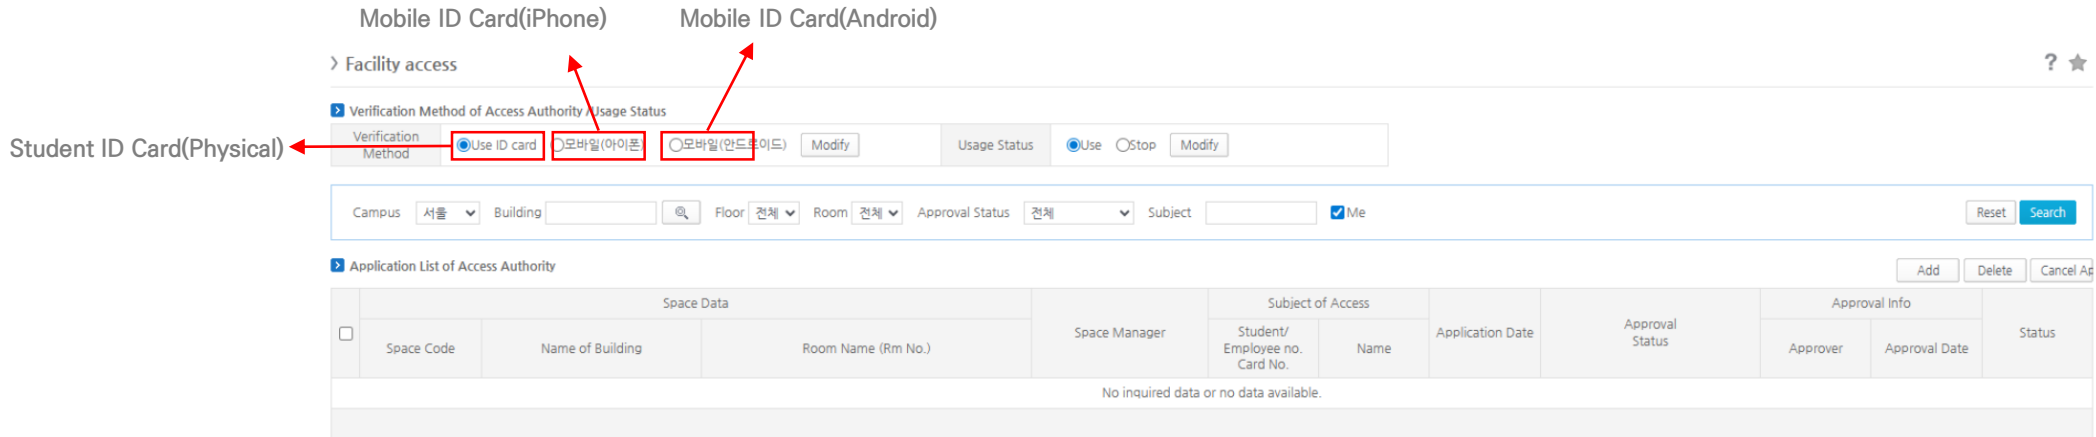 Mobile ID Card(iPhone) Mobile ID Card(Android)
Facility access ?
Verification Method of Access Authority /Usage Status
Student ID Card(Physical)
Verification Method Use ID card 모바일(아이폰) 모바일(안드로이드) Modify Usage Status Use Stop Modify
Campus 서울 Building Floor 전체 Room 전체 Approval Status 전체 Subject Me Reset Search
Application List of Access Authority Add Delete Cancel Ap
Space Data Subject of Access Approval Info
Space Code Name of Building Room Name (Rm No.) Space Manager Student/ Employee no. Card No. Name Application Date Approval Status Approver Approval Date Status
No inquired data or no data available.